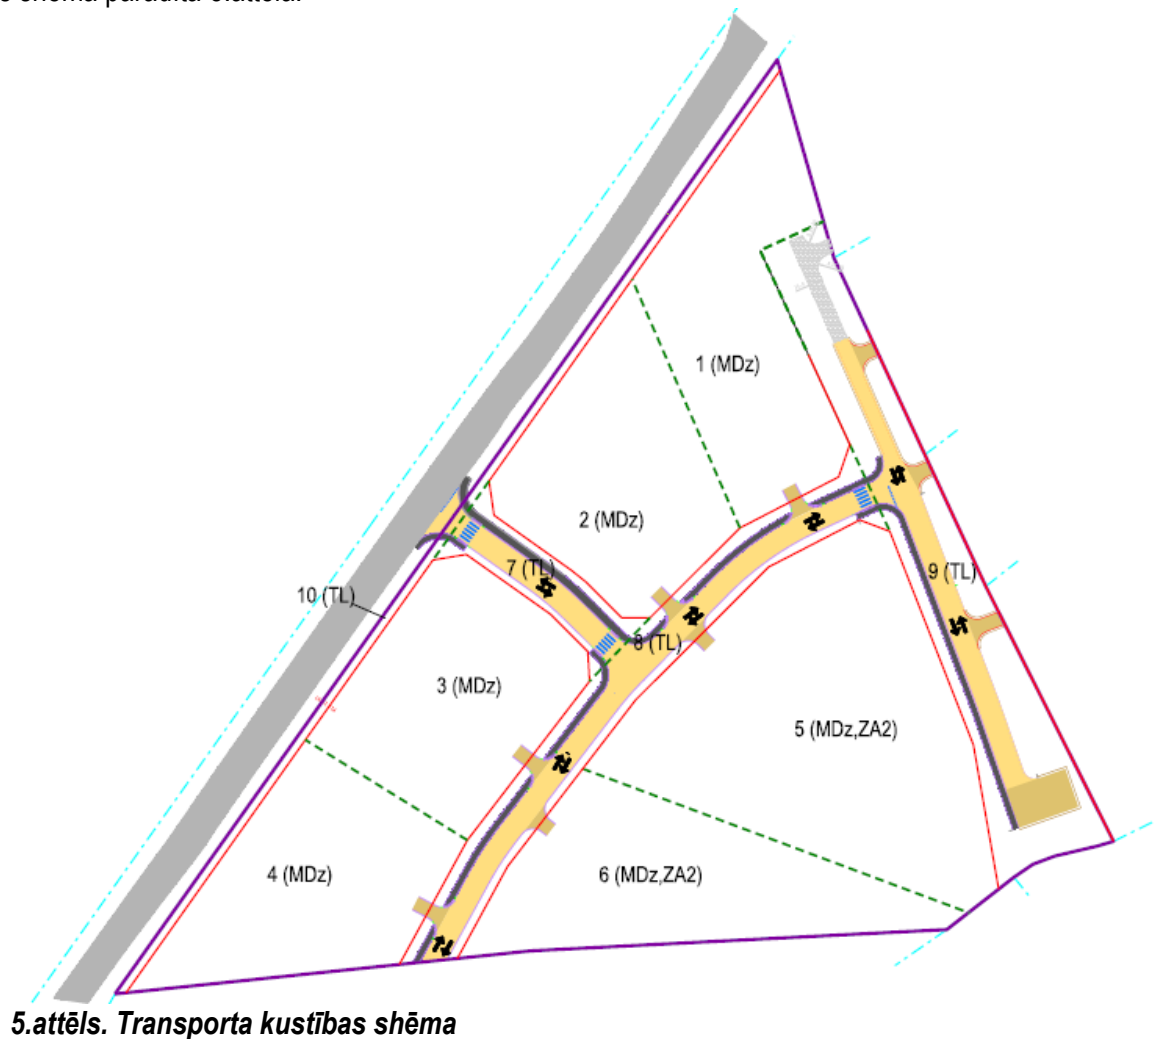 1 (MDz)
2 (MDz)
7 (TL)
9 (TL)
10 (TL)
8 (TL)
3 (MDz)
5 (MDz,ZA2)
4 (MDz)
6 (MDz,ZA2)
5.attēls. Transporta kustības shēma